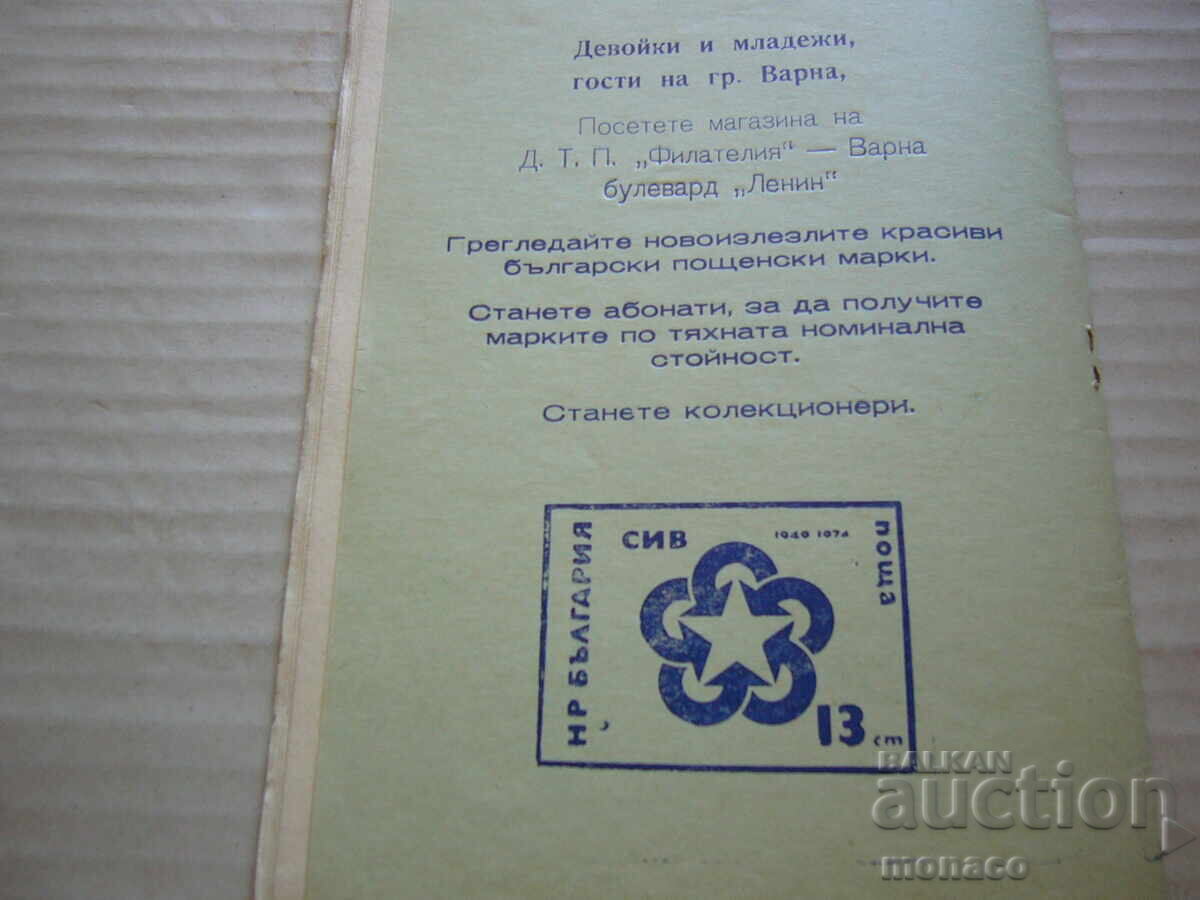 Девойки и младежи,
гости на гр. Варна,
Посетете магазина на
Д. Т. П. „Филателия“ — Варна
булевард „Ленин“
Грегледайте новоизлезлите красиви
български пощенски марки.
Станете абонати, за да получите
марките по тяхната номинална
стойност.
Станете колекционери.
НР БЪЛГАРИЯ
СИВ 1949 1974
поща
13 ст
BALKAN
auction
monaco